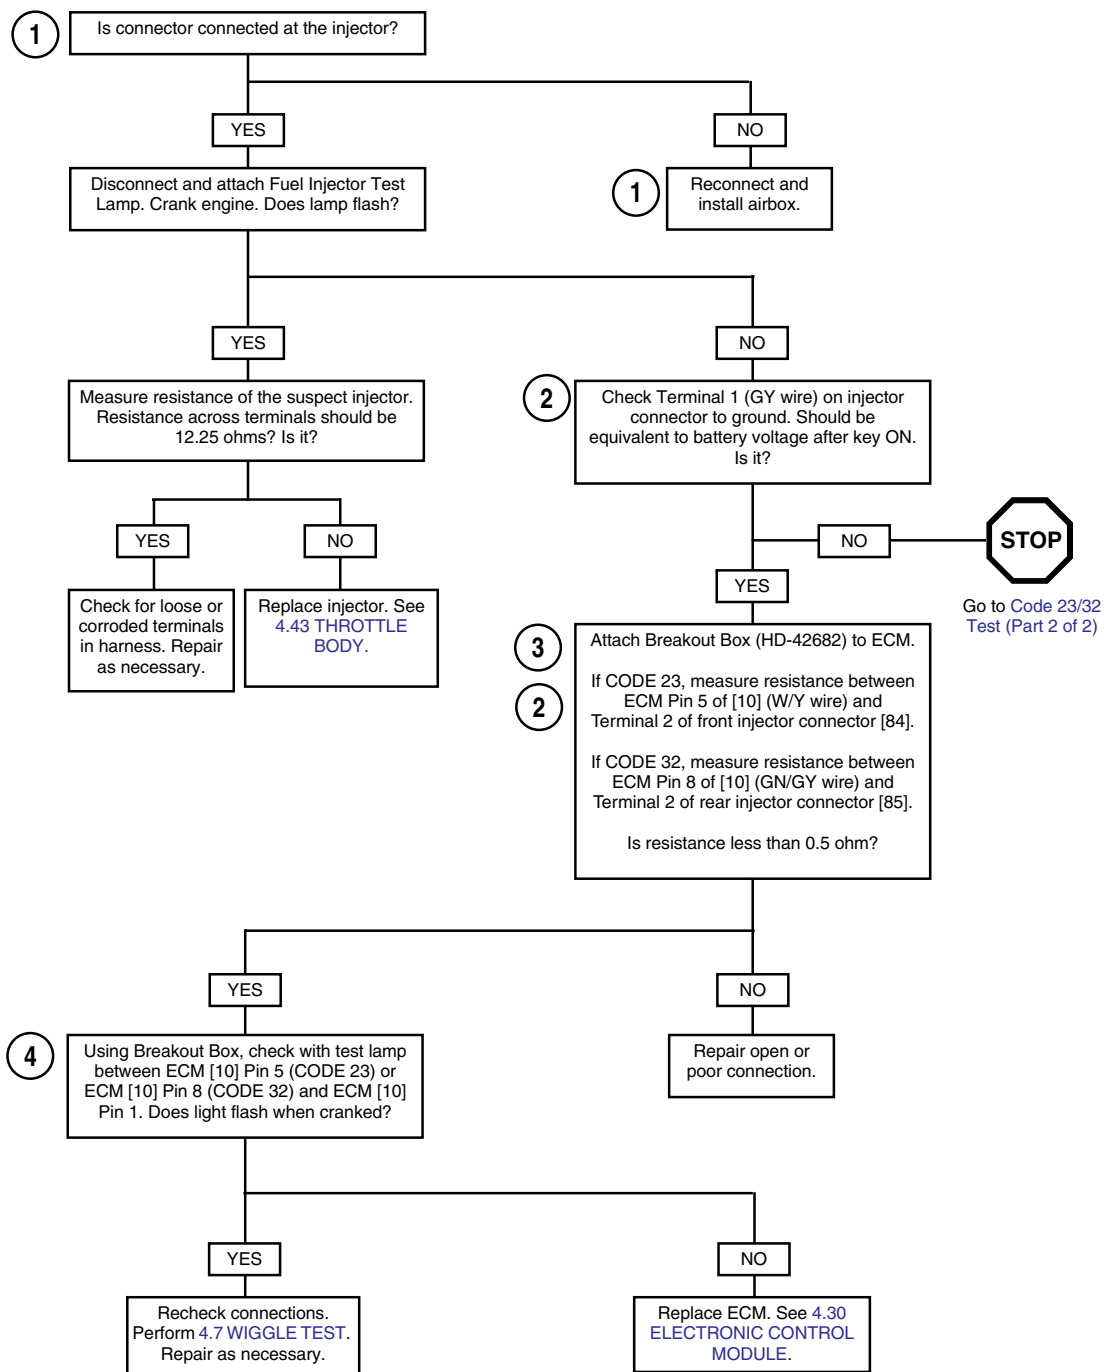 1
Is connector connected at the injector?
YES
NO
Disconnect and attach Fuel Injector Test
Lamp. Crank engine. Does lamp flash?
1
Reconnect and
install airbox.
YES
NO
Measure resistance of the suspect injector.
Resistance across terminals should be
12.25 ohms? Is it?
2
Check Terminal 1 (GY wire) on injector
connector to ground. Should be
equivalent to battery voltage after key ON.
Is it?
YES
NO
NO
STOP
YES
Check for loose or
corroded terminals
in harness. Repair
as necessary.
Replace injector. See
4.43 THROTTLE
BODY.
Go to Code 23/32
Test (Part 2 of 2)
3
2
Attach Breakout Box (HD-42682) to ECM.
If CODE 23, measure resistance between
ECM Pin 5 of [10] (W/Y wire) and
Terminal 2 of front injector connector [84].
If CODE 32, measure resistance between
ECM Pin 8 of [10] (GN/GY wire) and
Terminal 2 of rear injector connector [85].
Is resistance less than 0.5 ohm?
YES
NO
4
Using Breakout Box, check with test lamp
between ECM [10] Pin 5 (CODE 23) or
ECM [10] Pin 8 (CODE 32) and ECM [10]
Pin 1. Does light flash when cranked?
Repair open or
poor connection.
YES
NO
Recheck connections.
Perform 4.7 WIGGLE TEST.
Repair as necessary.
Replace ECM. See 4.30
ELECTRONIC CONTROL
MODULE.